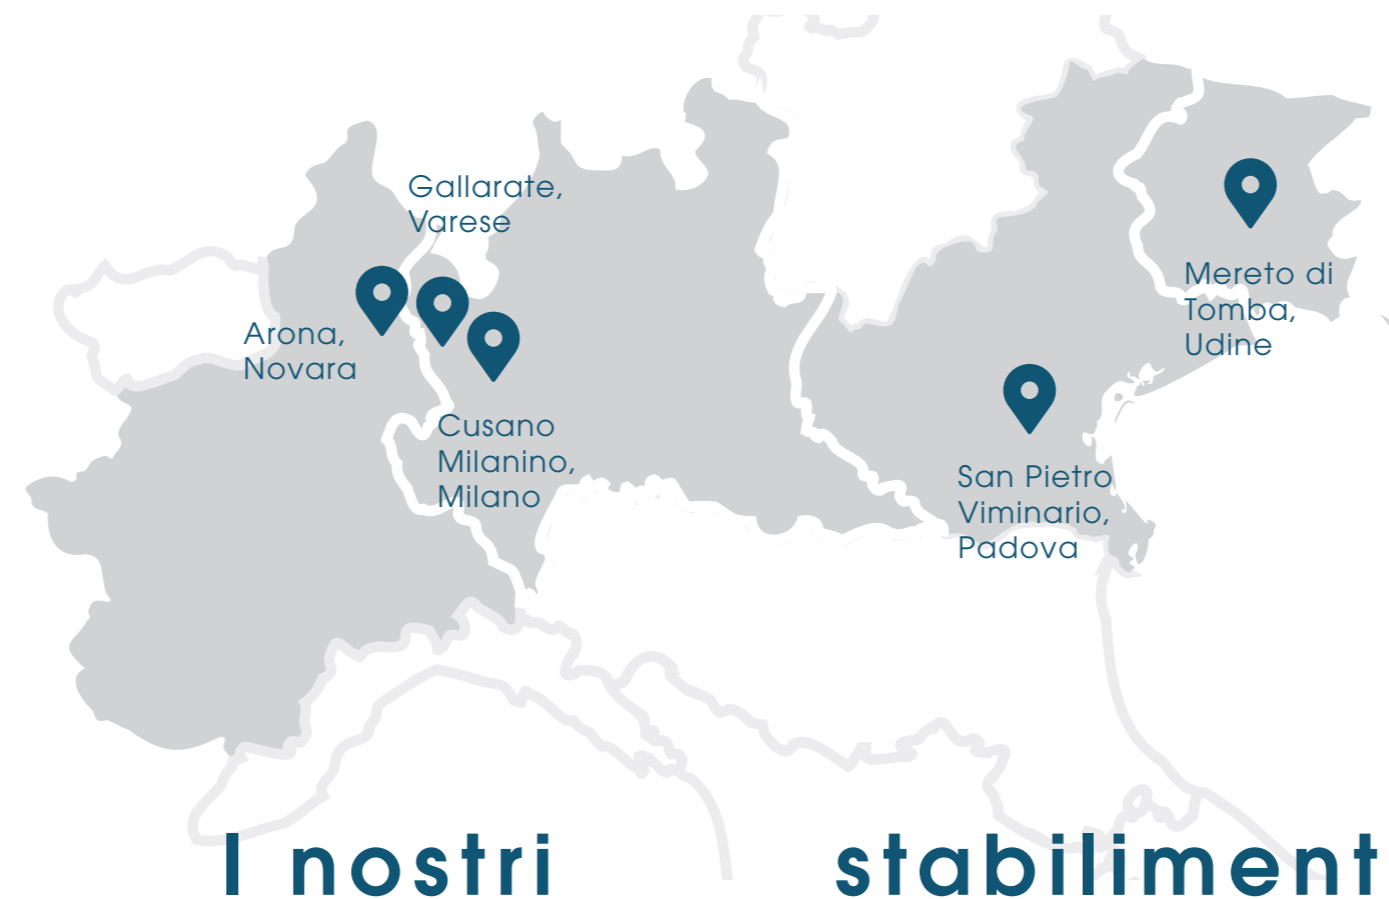 Gallarate,
Varese
Arona,
Novara
Cusano
Milanino,
Milano
Mereto di
Tomba,
Udine
San Pietro
Viminario,
Padova
I nostri stabiliment